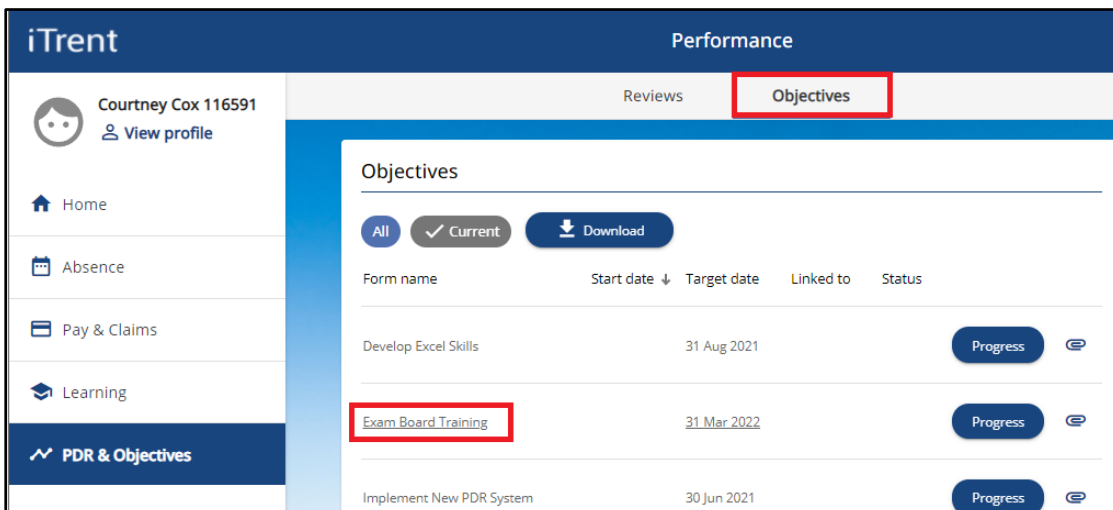 iTrent
Performance
Courtney Cox 116591
View profile
Reviews
Objectives
Home
Absence
Pay & Claims
Learning
PDR & Objectives
Objectives
All
Current
Download
Form name Start date Target date Linked to Status
Develop Excel Skills 31 Aug 2021 Progress
Exam Board Training 31 Mar 2022 Progress
Implement New PDR System 30 Jun 2021 Progress